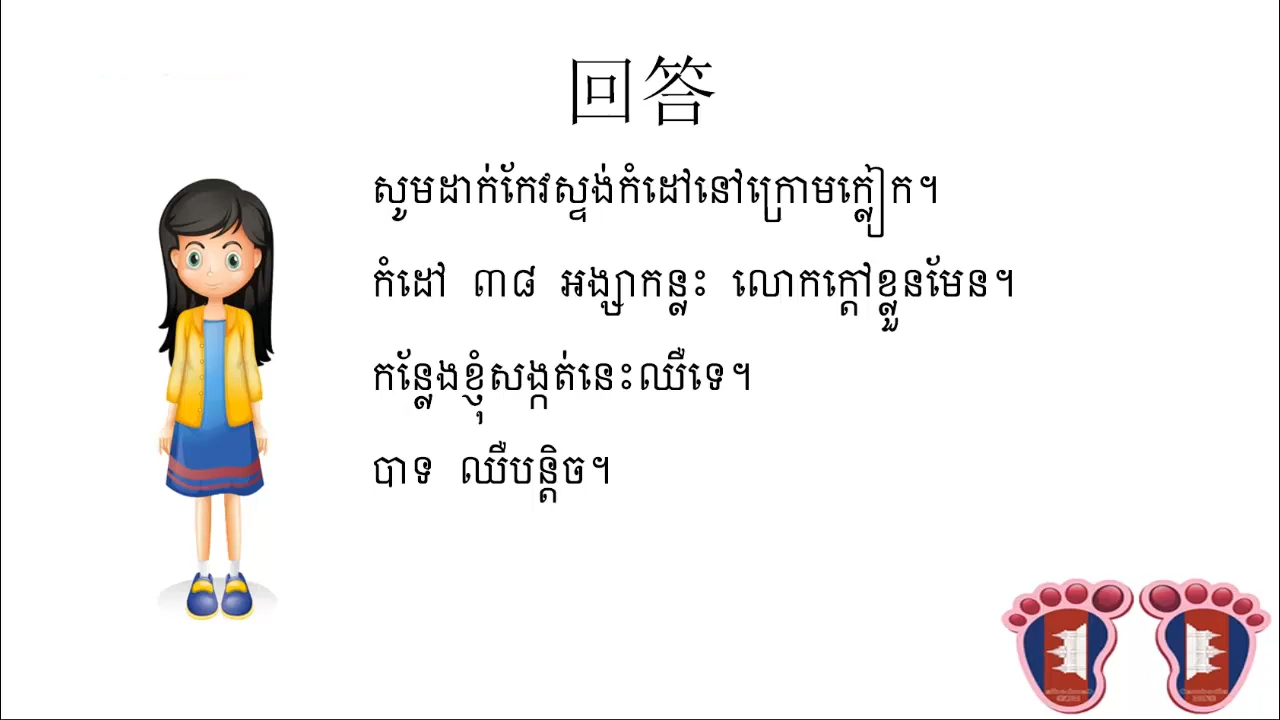 回答
សូមដាក់កែវស្ទង់កំដៅនៅក្រោមក្លៀក។
កំដៅ ៣៨ អង្សាកន្លះ លោកក្ដៅខ្លួនមែន។
កន្លែងខ្ញុំសង្កត់នេះឈឺទេ។
បាទ ឈឺបន្តិច។